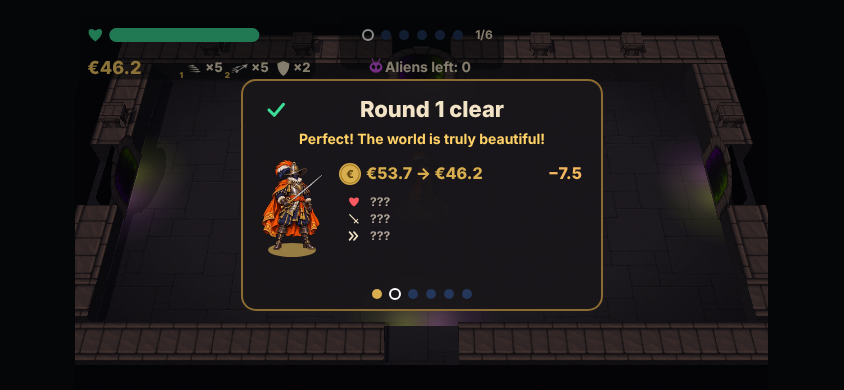 1/6
€46.2
1 ×5 2 ×5 ×2
Aliens left: 0
Round 1 clear
Perfect! The world is truly beautiful!
€ €53.7 → €46.2 −7.5
???
???
???